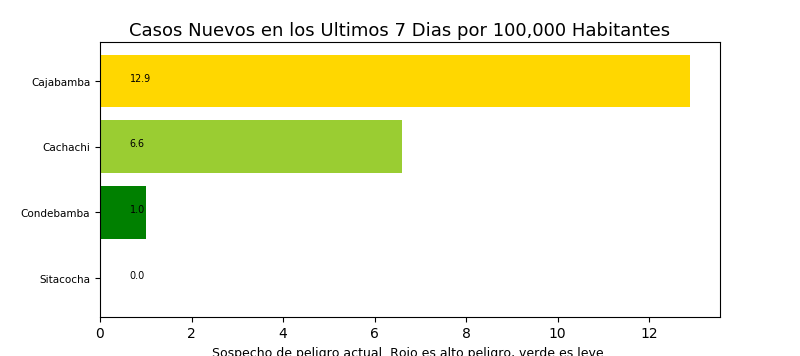 Casos Nuevos en los Ultimos 7 Dias por 100,000 Habitantes
Cajabamba 12.9
Cachachi 6.6
Condebamba 1.0
Sitacocha 0.0
0 2 4 6 8 10 12
Sospecho de peligro actual. Rojo es alto peligro, verde es leve